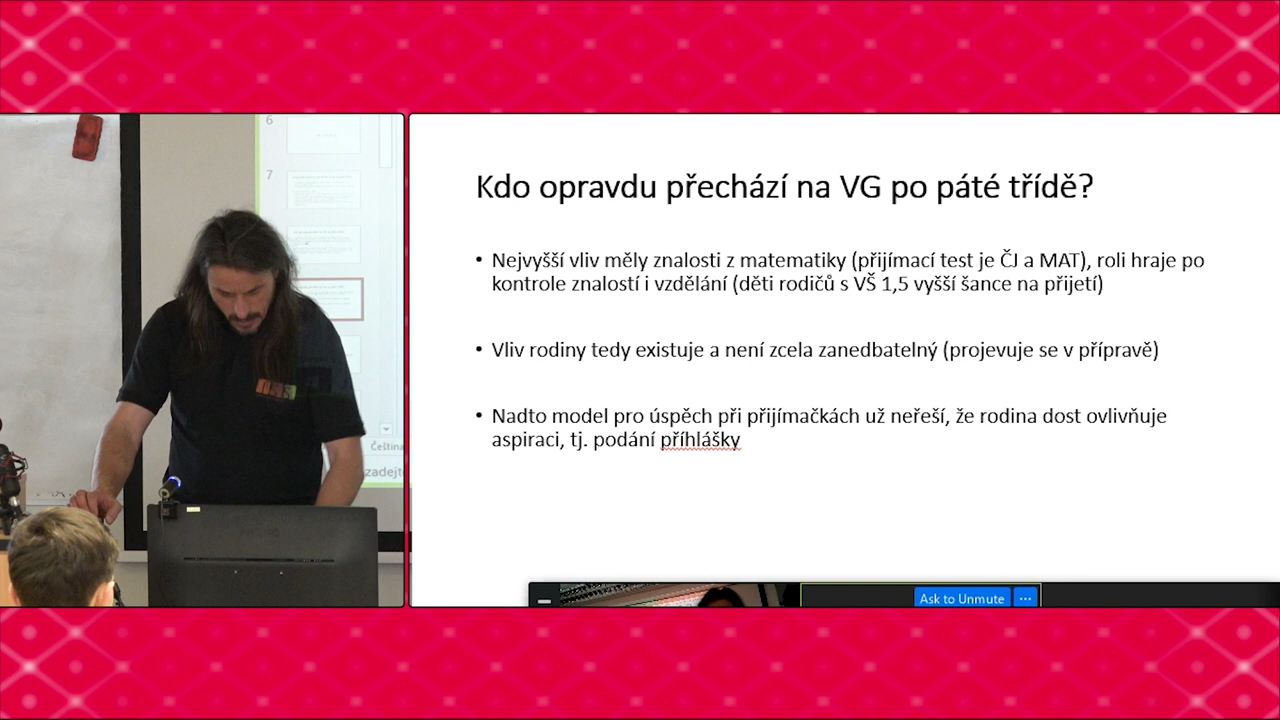 6
7
Čeština
zadejte
Kdo opravdu přechází na VG po páté třídě?
• Nejvyšší vliv měly znalosti z matematiky (přijímací test je ČJ a MAT), roli hraje po
kontrole znalostí i vzdělání (děti rodičů s VŠ 1,5 vyšší šance na přijetí)
• Vliv rodiny tedy existuje a není zcela zanedbatelný (projevuje se v přípravě)
• Nadto model pro úspěch při přijímačkách už neřeší, že rodina dost ovlivňuje
aspiraci, tj. podání příhlášky
Ask to Unmute